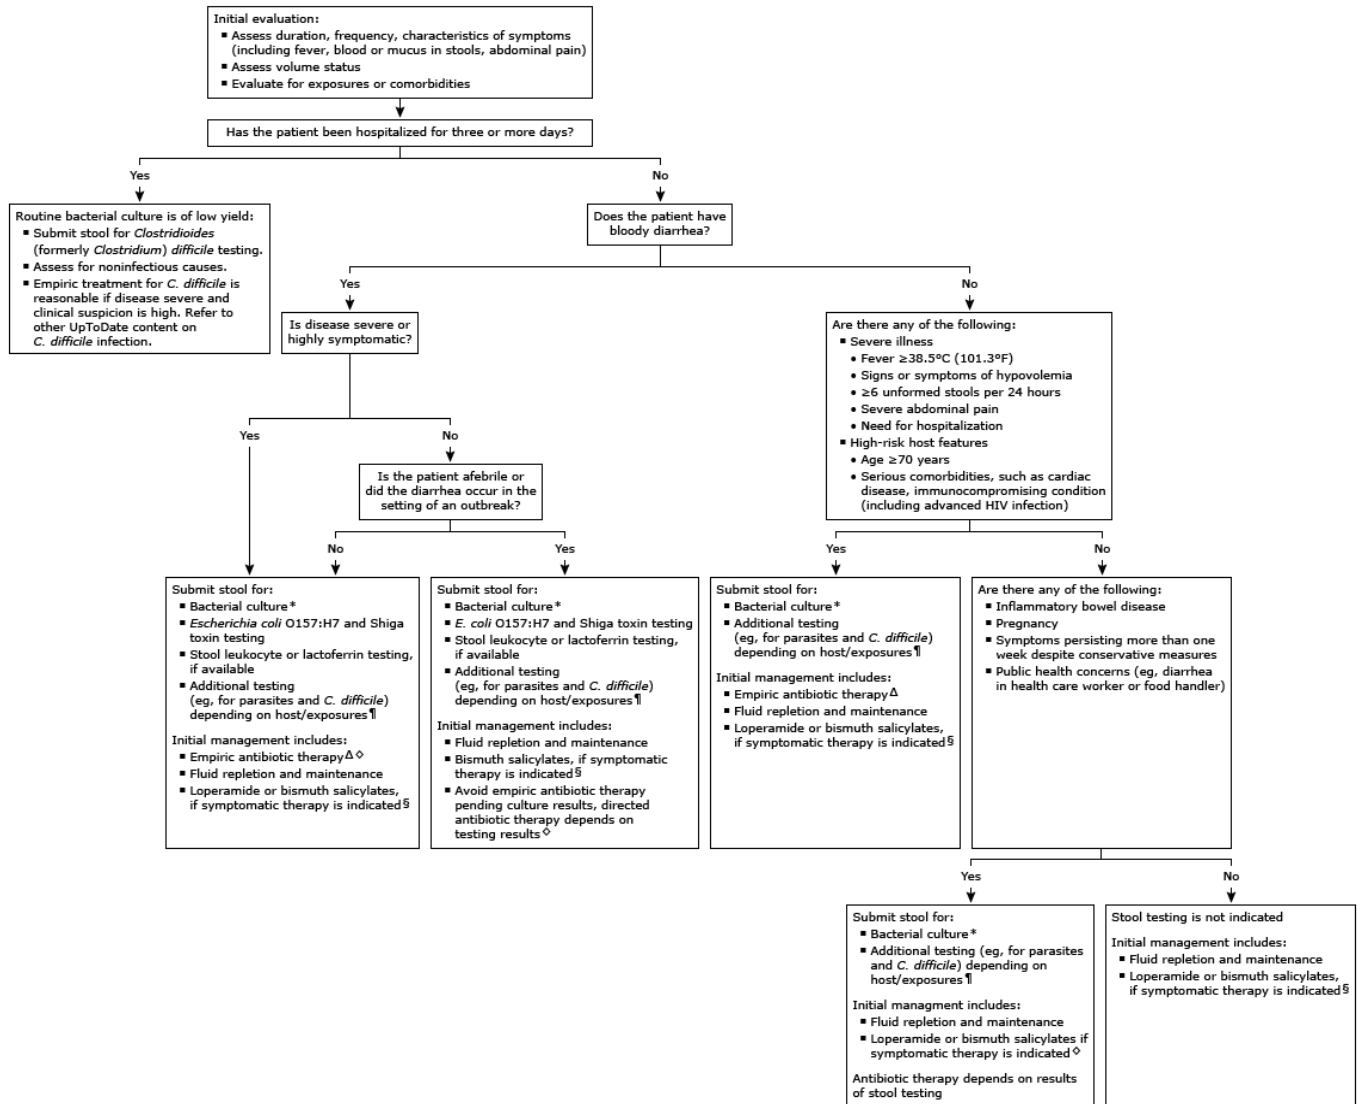 Initial evaluation:
▪ Assess duration, frequency, characteristics of symptoms
(including fever, blood or mucus in stools, abdominal pain)
▪ Assess volume status
▪ Evaluate for exposures or comorbidities
Has the patient been hospitalized for three or more days?
Yes
No
Routine bacterial culture is of low yield:
▪ Submit stool for Clostridioides
(formerly Clostridium) difficile testing.
▪ Assess for noninfectious causes.
▪ Empiric treatment for C. difficile is
reasonable if disease severe and
clinical suspicion is high. Refer to
other UpToDate content on
C. difficile infection.
Does the patient have
bloody diarrhea?
Yes
No
Is disease severe or
highly symptomatic?
Are there any of the following:
▪ Severe illness
• Fever ≥38.5°C (101.3°F)
• Signs or symptoms of hypovolemia
• ≥6 unformed stools per 24 hours
• Severe abdominal pain
• Need for hospitalization
▪ High-risk host features
• Age ≥70 years
• Serious comorbidities, such as cardiac
disease, immunocompromising condition
(including advanced HIV infection)
Yes
No
Is the patient afebrile or
did the diarrhea occur in the
setting of an outbreak?
No
Yes
Yes
No
Submit stool for:
▪ Bacterial culture*
▪ Escherichia coli O157:H7 and Shiga
toxin testing
▪ Stool leukocyte or lactoferrin testing,
if available
▪ Additional testing
(eg, for parasites and C. difficile)
depending on host/exposures¶
Initial management includes:
▪ Empiric antibiotic therapyΔ◇
▪ Fluid repletion and maintenance
▪ Loperamide or bismuth salicylates,
if symptomatic therapy is indicated§
Submit stool for:
▪ Bacterial culture*
▪ E. coli O157:H7 and Shiga toxin testing
▪ Stool leukocyte or lactoferrin testing,
if available
▪ Additional testing
(eg, for parasites and C. difficile)
depending on host/exposures¶
Initial management includes:
▪ Fluid repletion and maintenance
▪ Bismuth salicylates, if symptomatic
therapy is indicated§
▪ Avoid empiric antibiotic therapy
pending culture results, directed
antibiotic therapy depends on
testing results◇
Submit stool for:
▪ Bacterial culture*
▪ Additional testing
(eg, for parasites and C. difficile)
depending on host/exposures¶
Initial management includes:
▪ Empiric antibiotic therapyΔ
▪ Fluid repletion and maintenance
▪ Loperamide or bismuth salicylates,
if symptomatic therapy is indicated§
Are there any of the following:
▪ Inflammatory bowel disease
▪ Pregnancy
▪ Symptoms persisting more than one
week despite conservative measures
▪ Public health concerns (eg, diarrhea
in health care worker or food handler)
Yes
No
Submit stool for:
▪ Bacterial culture*
▪ Additional testing (eg, for parasites
and C. difficile) depending on
host/exposures¶
Initial managment includes:
▪ Fluid repletion and maintenance
▪ Loperamide or bismuth salicylates if
symptomatic therapy is indicated◇
Antibiotic therapy depends on results
of stool testing
Stool testing is not indicated
Initial management includes:
▪ Fluid repletion and maintenance
▪ Loperamide or bismuth salicylates,
if symptomatic therapy is indicated§